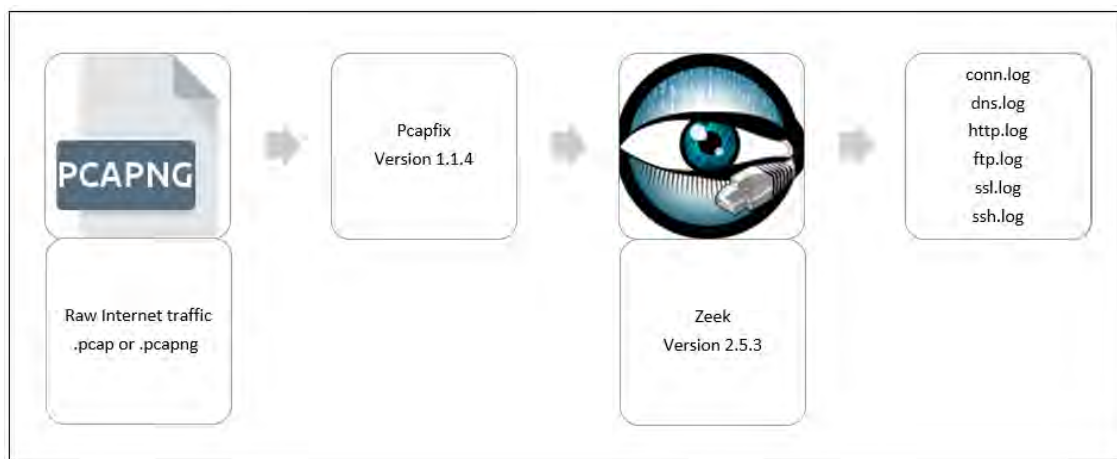 PCAPNG
Raw Internet traffic
.pcap or .pcapng
Pcapfix
Version 1.1.4
Zeek
Version 2.5.3
conn.log
dns.log
http.log
ftp.log
ssl.log
ssh.log